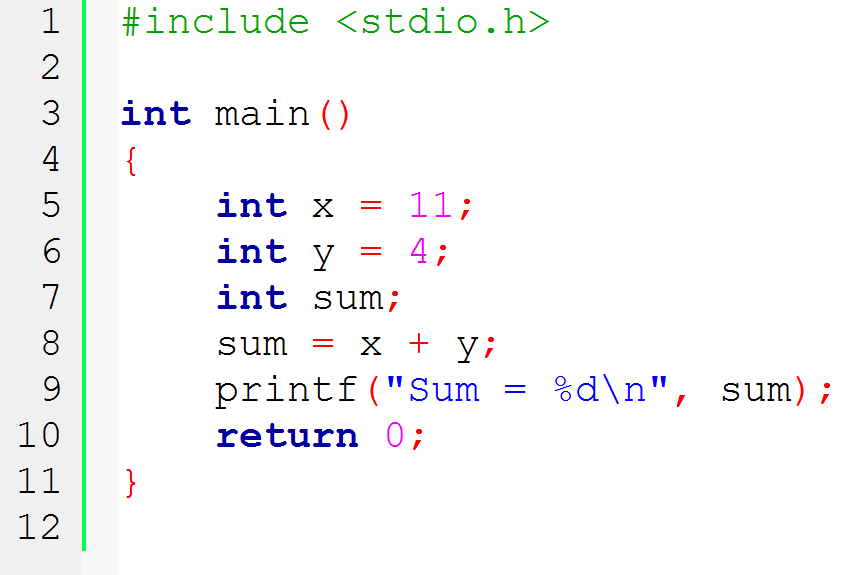 1 #include <stdio.h>
2
3 int main()
4 {
5     int x = 11;
6     int y = 4;
7     int sum;
8     sum = x + y;
9     printf("Sum = %d\n", sum);
10     return 0;
11 }
12